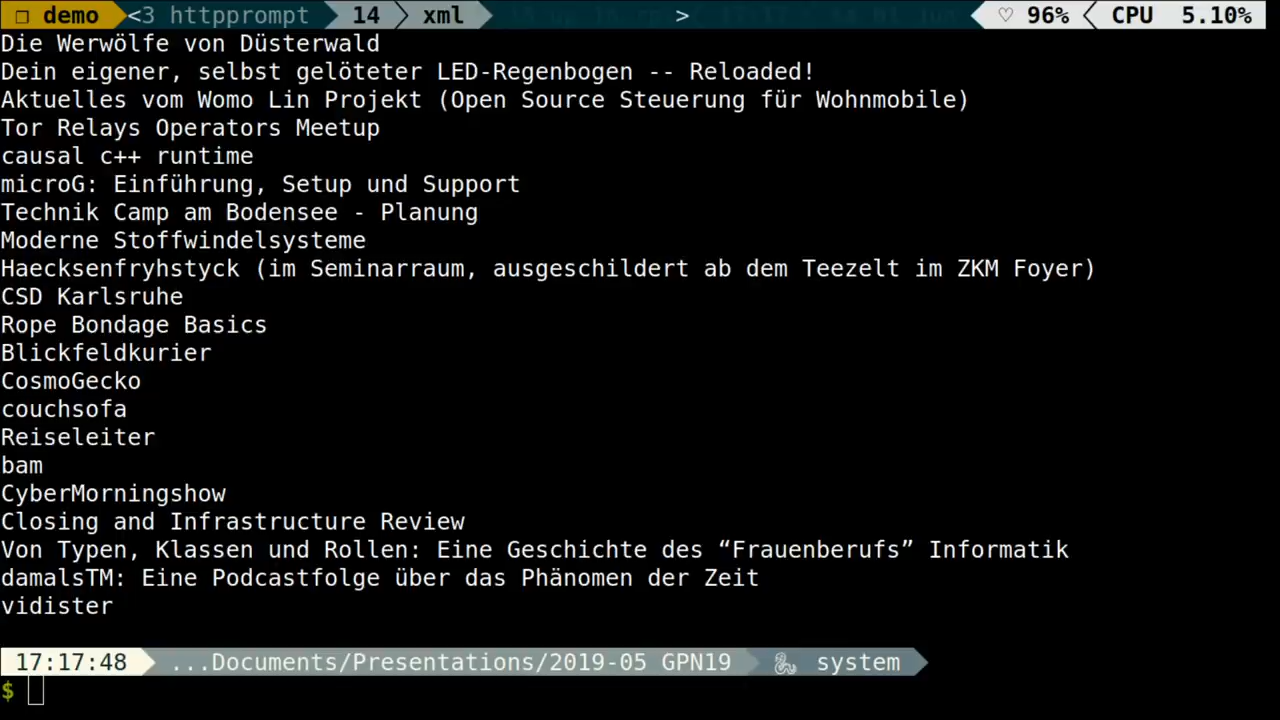 ❐ demo <3 httpprompt 14 xml > ♡ 96% CPU 5.10%
Die Werwölfe von Düsterwald
Dein eigener, selbst gelöteter LED-Regenbogen -- Reloaded!
Aktuelles vom Womo Lin Projekt (Open Source Steuerung für Wohnmobile)
Tor Relays Operators Meetup
causal c++ runtime
microG: Einführung, Setup und Support
Technik Camp am Bodensee - Planung
Moderne Stoffwindelsysteme
Haecksenfryhstyck (im Seminarraum, ausgeschildert ab dem Teezelt im ZKM Foyer)
CSD Karlsruhe
Rope Bondage Basics
Blickfeldkurier
CosmoGecko
couchsofa
Reiseleiter
bam
CyberMorningshow
Closing and Infrastructure Review
Von Typen, Klassen und Rollen: Eine Geschichte des “Frauenberufs” Informatik
damalsTM: Eine Podcastfolge über das Phänomen der Zeit
vidister
17:17:48 ...Documents/Presentations/2019-05 GPN19 🐍 system
$